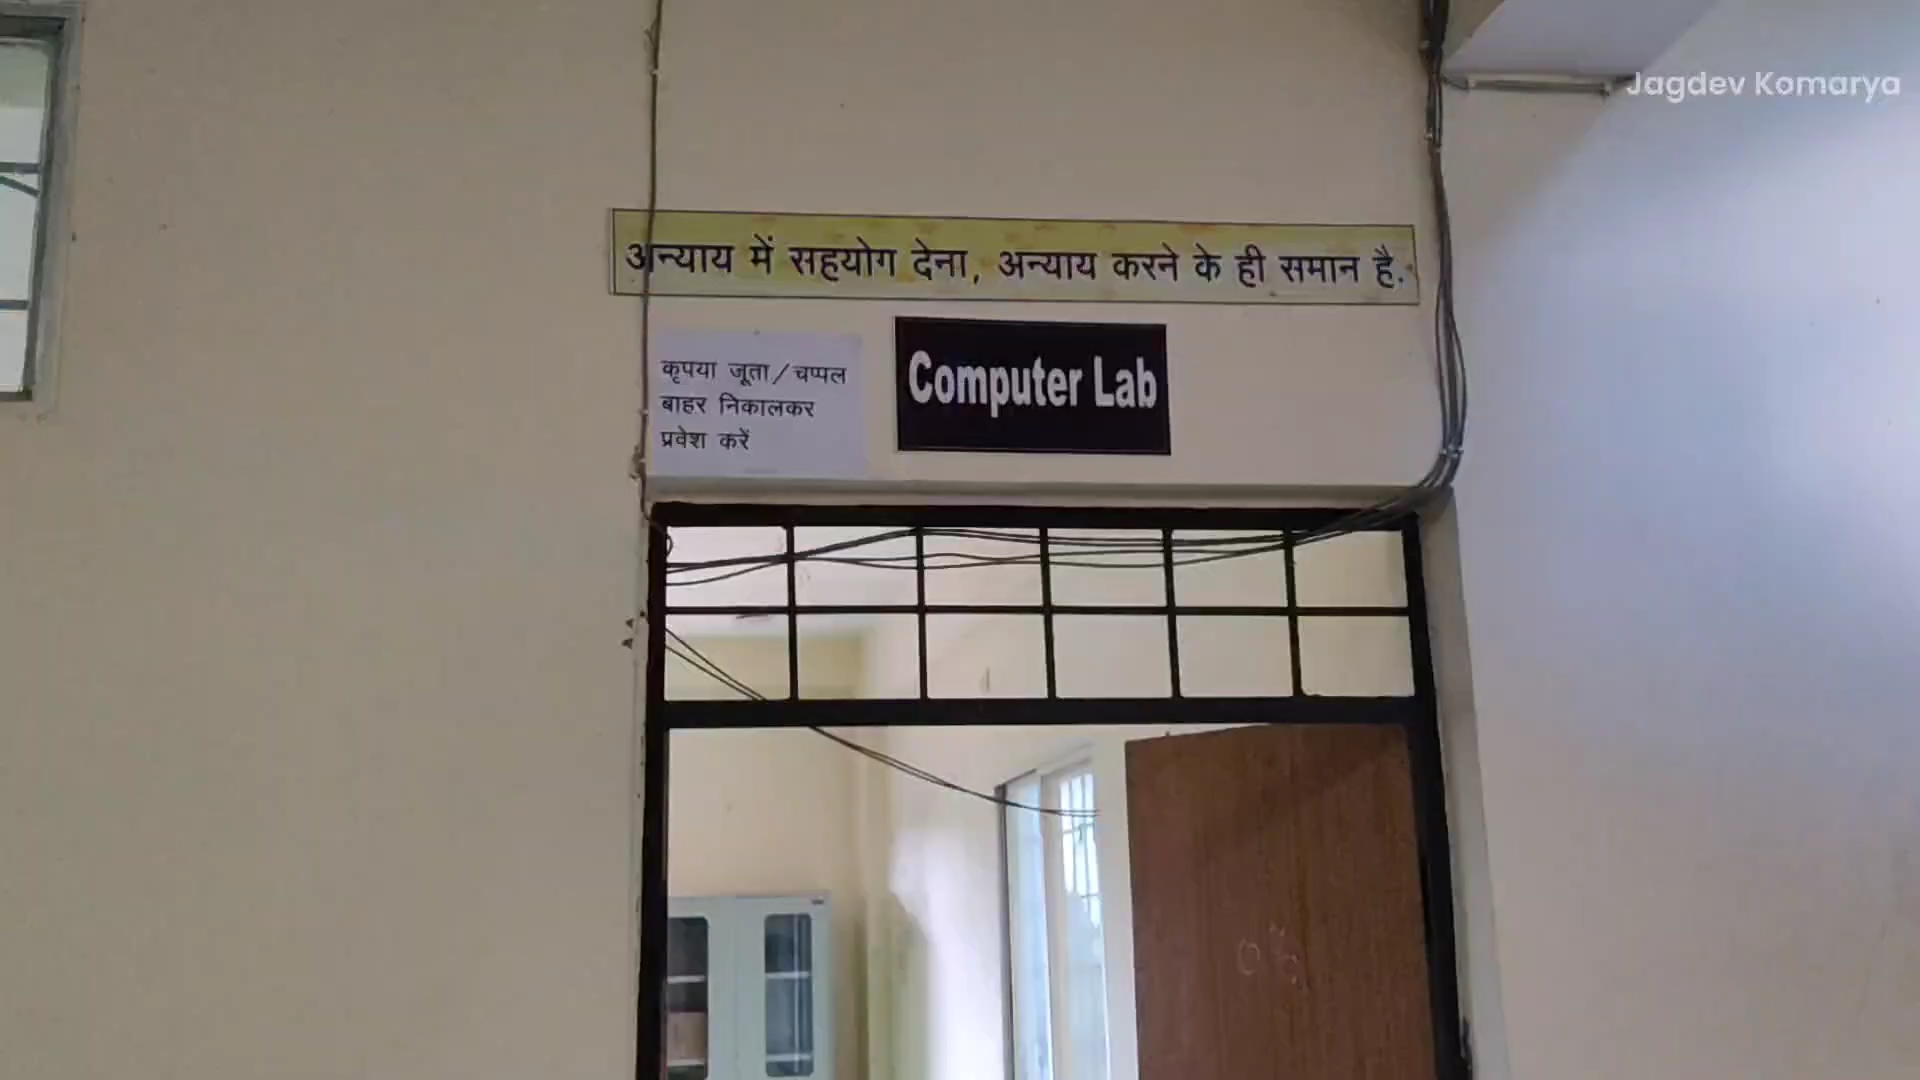 Jagdev Komarya
अन्याय में सहयोग देना, अन्याय करने के ही समान है.
कृपया जूता/चप्पल
बाहर निकालकर
प्रवेश करें
Computer Lab